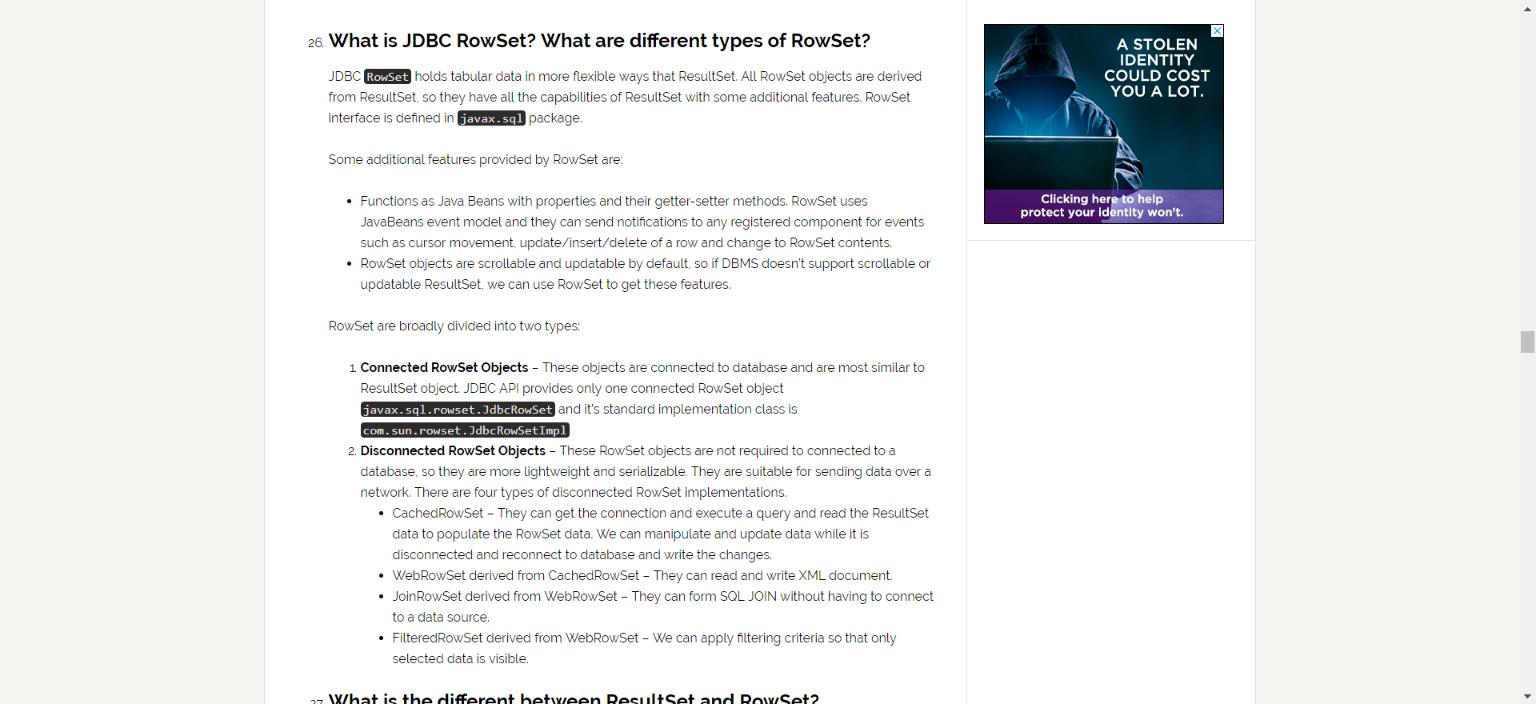 26. What is JDBC RowSet? What are different types of RowSet?
JDBC RowSet holds tabular data in more flexible ways that ResultSet. All RowSet objects are derived
from ResultSet, so they have all the capabilities of ResultSet with some additional features. RowSet
interface is defined in javax.sql package.
Some additional features provided by RowSet are:
• Functions as Java Beans with properties and their getter-setter methods. RowSet uses
JavaBeans event model and they can send notifications to any registered component for events
such as cursor movement, update/insert/delete of a row and change to RowSet contents.
• RowSet objects are scrollable and updatable by default, so if DBMS doesn't support scrollable or
updatable ResultSet, we can use RowSet to get these features.
RowSet are broadly divided into two types:
1. Connected RowSet Objects – These objects are connected to database and are most similar to
ResultSet object. JDBC API provides only one connected RowSet object
javax.sql.rowset.JdbcRowSet and it's standard implementation class is
com.sun.rowset.JdbcRowSetImpl
2. Disconnected RowSet Objects – These RowSet objects are not required to connected to a
database, so they are more lightweight and serializable. They are suitable for sending data over a
network. There are four types of disconnected RowSet implementations.
• CachedRowSet – They can get the connection and execute a query and read the ResultSet
data to populate the RowSet data. We can manipulate and update data while it is
disconnected and reconnect to database and write the changes.
• WebRowSet derived from CachedRowSet – They can read and write XML document.
• JoinRowSet derived from WebRowSet – They can form SQL JOIN without having to connect
to a data source.
• FilteredRowSet derived from WebRowSet – We can apply filtering criteria so that only
selected data is visible.
27. What is the different between ResultSet and RowSet?
A STOLEN
IDENTITY
COULD COST
YOU A LOT.
Clicking here to help
protect your identity won't.